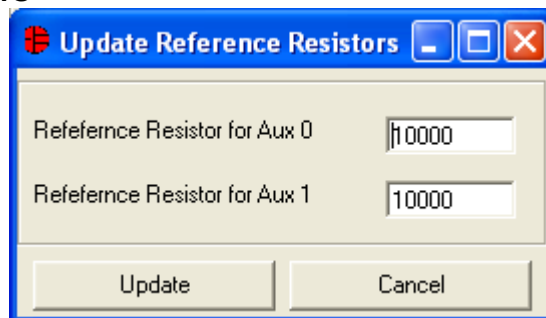 Update Reference Resistors
Refefernce Resistor for Aux 0 10000
Refefernce Resistor for Aux 1 10000
Update Cancel